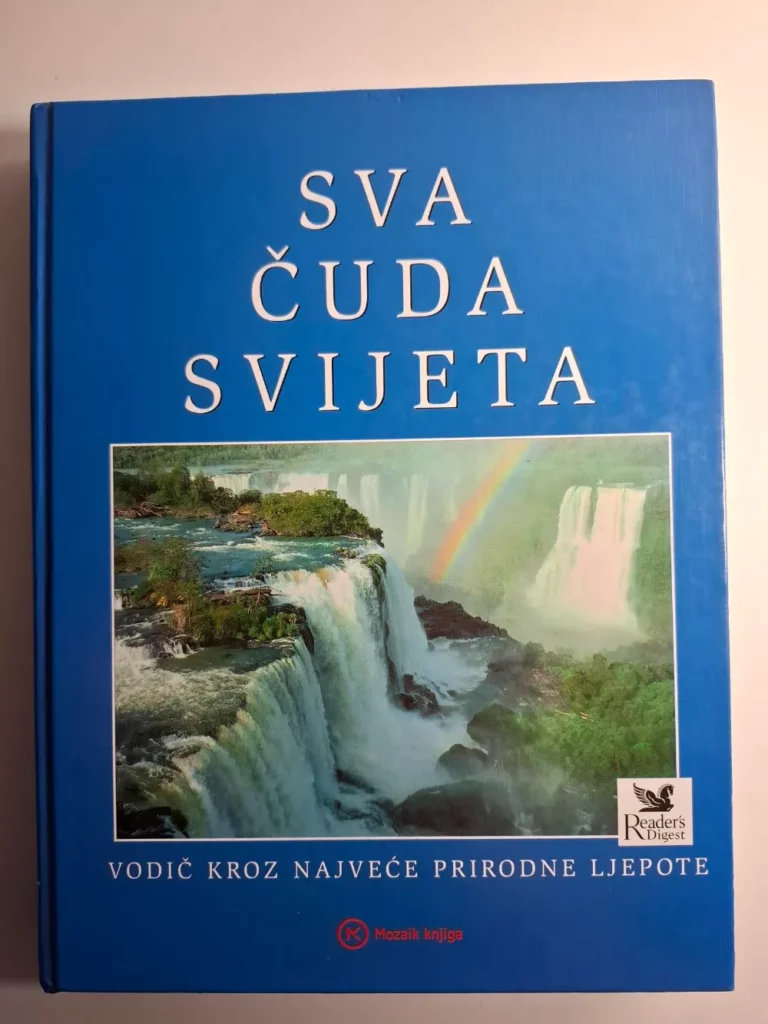 SVA
ČUDA
SVIJETA
Reader's
Digest
VODIČ KROZ NAJVEĆE PRIRODNE LJEPOTE
Mozaik knjiga